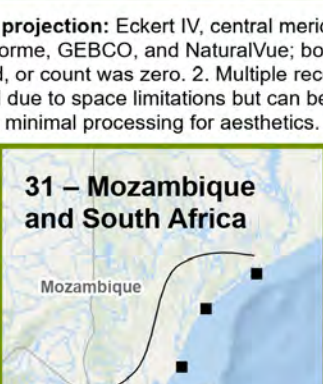 projection: Eckert IV, central meric
orme, GEBCO, and NaturalVue; bo
d, or count was zero. 2. Multiple rec
due to space limitations but can be
minimal processing for aesthetics.
31 – Mozambique
and South Africa
Mozambique